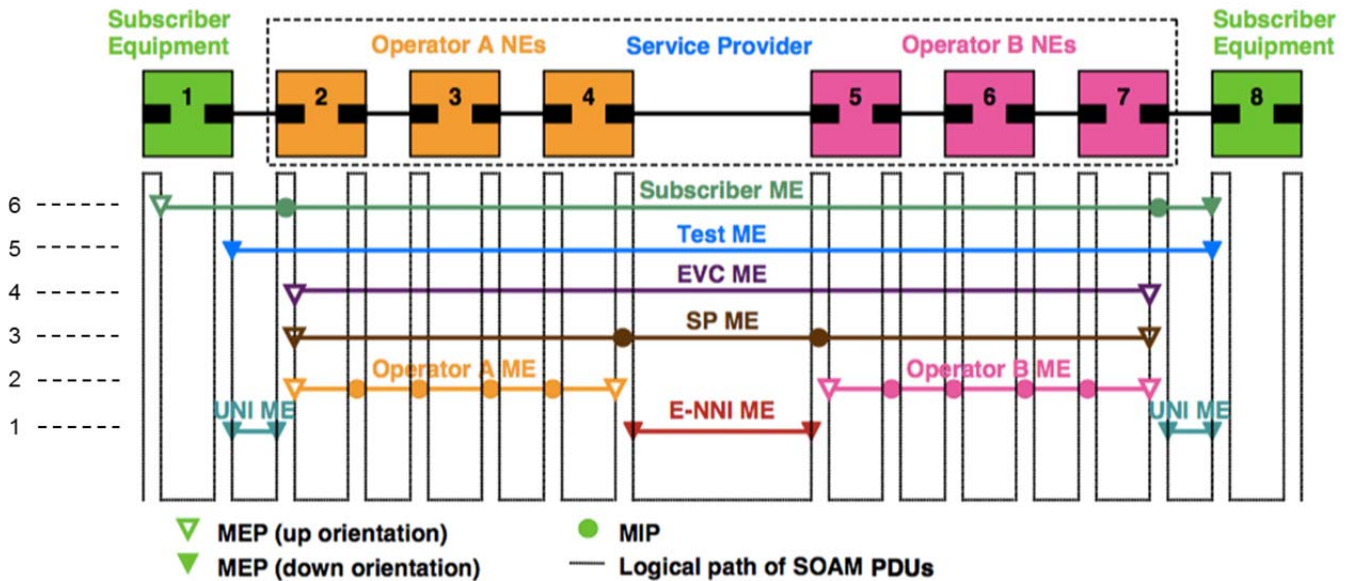 Subscriber
Equipment
Operator A NEs
Service Provider
Operator B NEs
Subscriber
Equipment
1
2
3
4
5
6
7
8
6
Subscriber ME
5
Test ME
4
EVC ME
3
SP ME
2
Operator A ME
Operator B ME
1
UNI ME
E-NNI ME
UNI ME
MEP (up orientation)
MIP
MEP (down orientation)
Logical path of SOAM PDUs